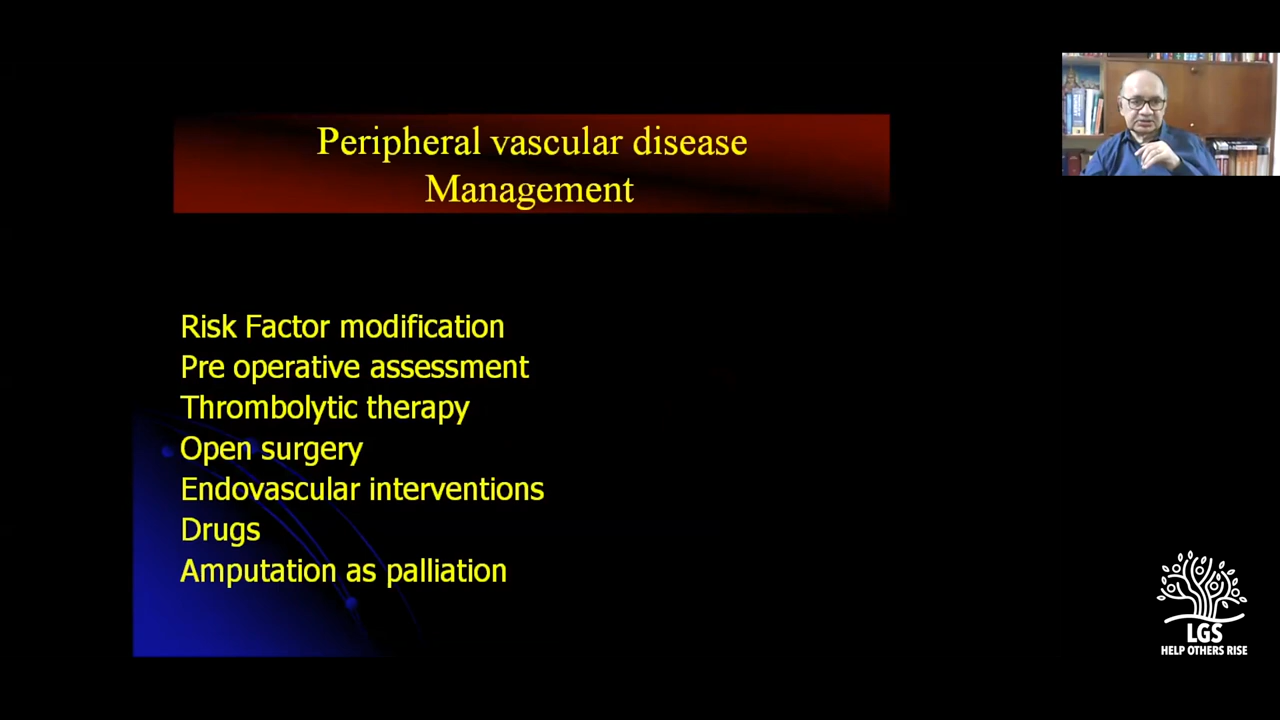 Peripheral vascular disease
Management
Risk Factor modification
Pre operative assessment
Thrombolytic therapy
Open surgery
Endovascular interventions
Drugs
Amputation as palliation
LGS
HELP OTHERS RISE